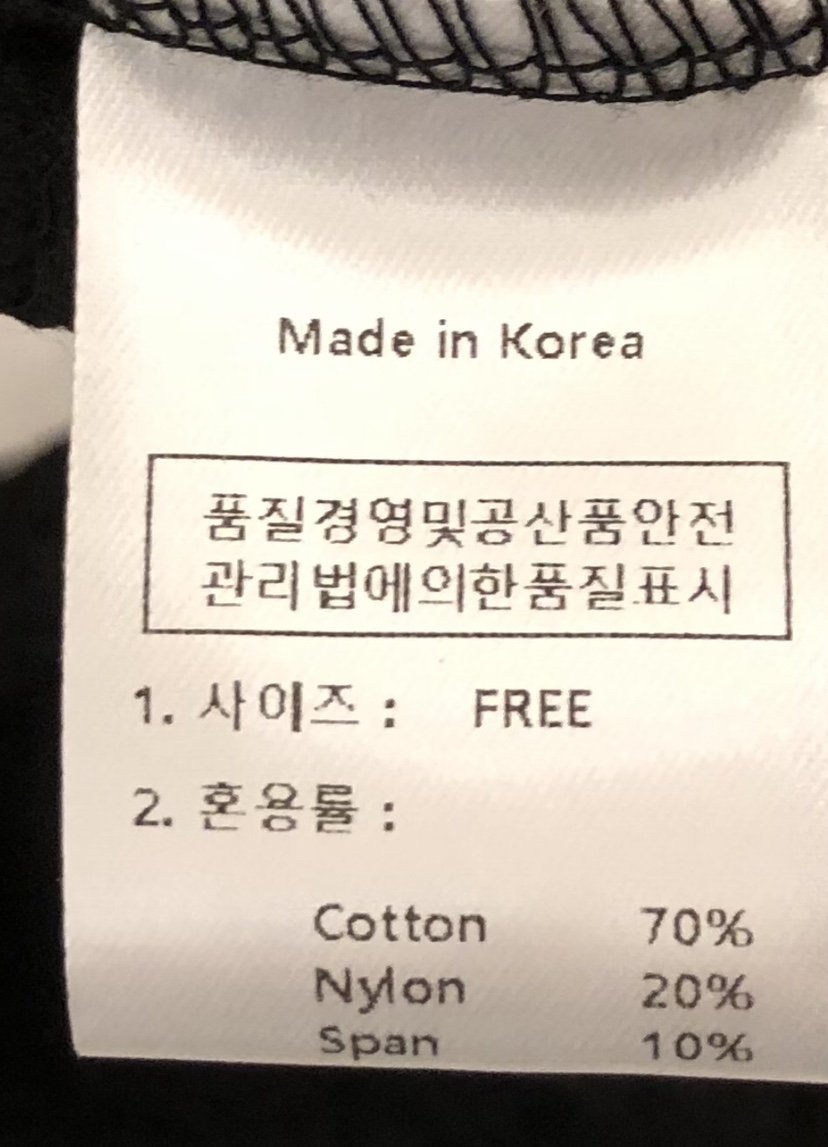 Made in Korea
품질경영및공산품안전
관리법에의한품질표시
1. 사이즈 : FREE
2. 혼용률 :
Cotton 70%
Nylon 20%
Span 10%